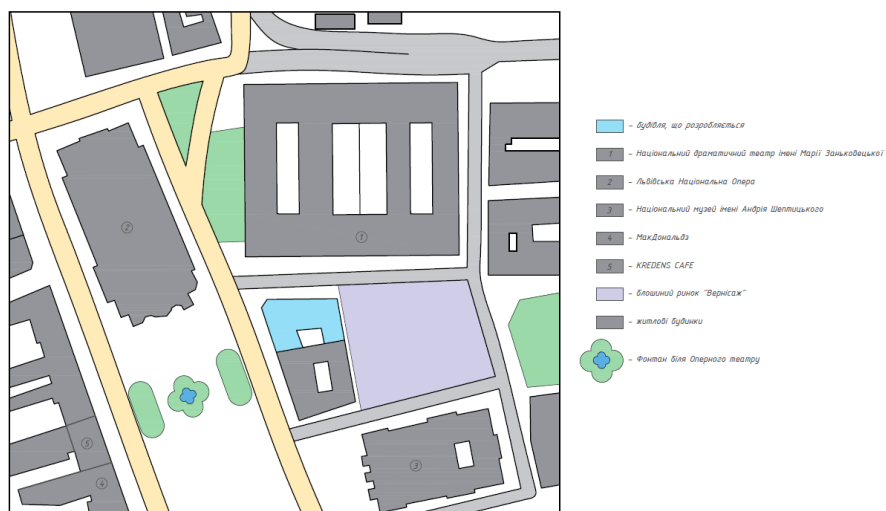 – будівля, що розробляється
1 – Національний драматичний театр імені Марії Заньковецької
2 – Львівська Національна Опера
3 – Національний музей імені Андрія Шептицького
4 – МакДональдз
5 – KREDENS CAFE
– блошиний ринок "Вернісаж"
– житлові будинки
– Фонтан біля Оперного театру
2
1
5
3
4